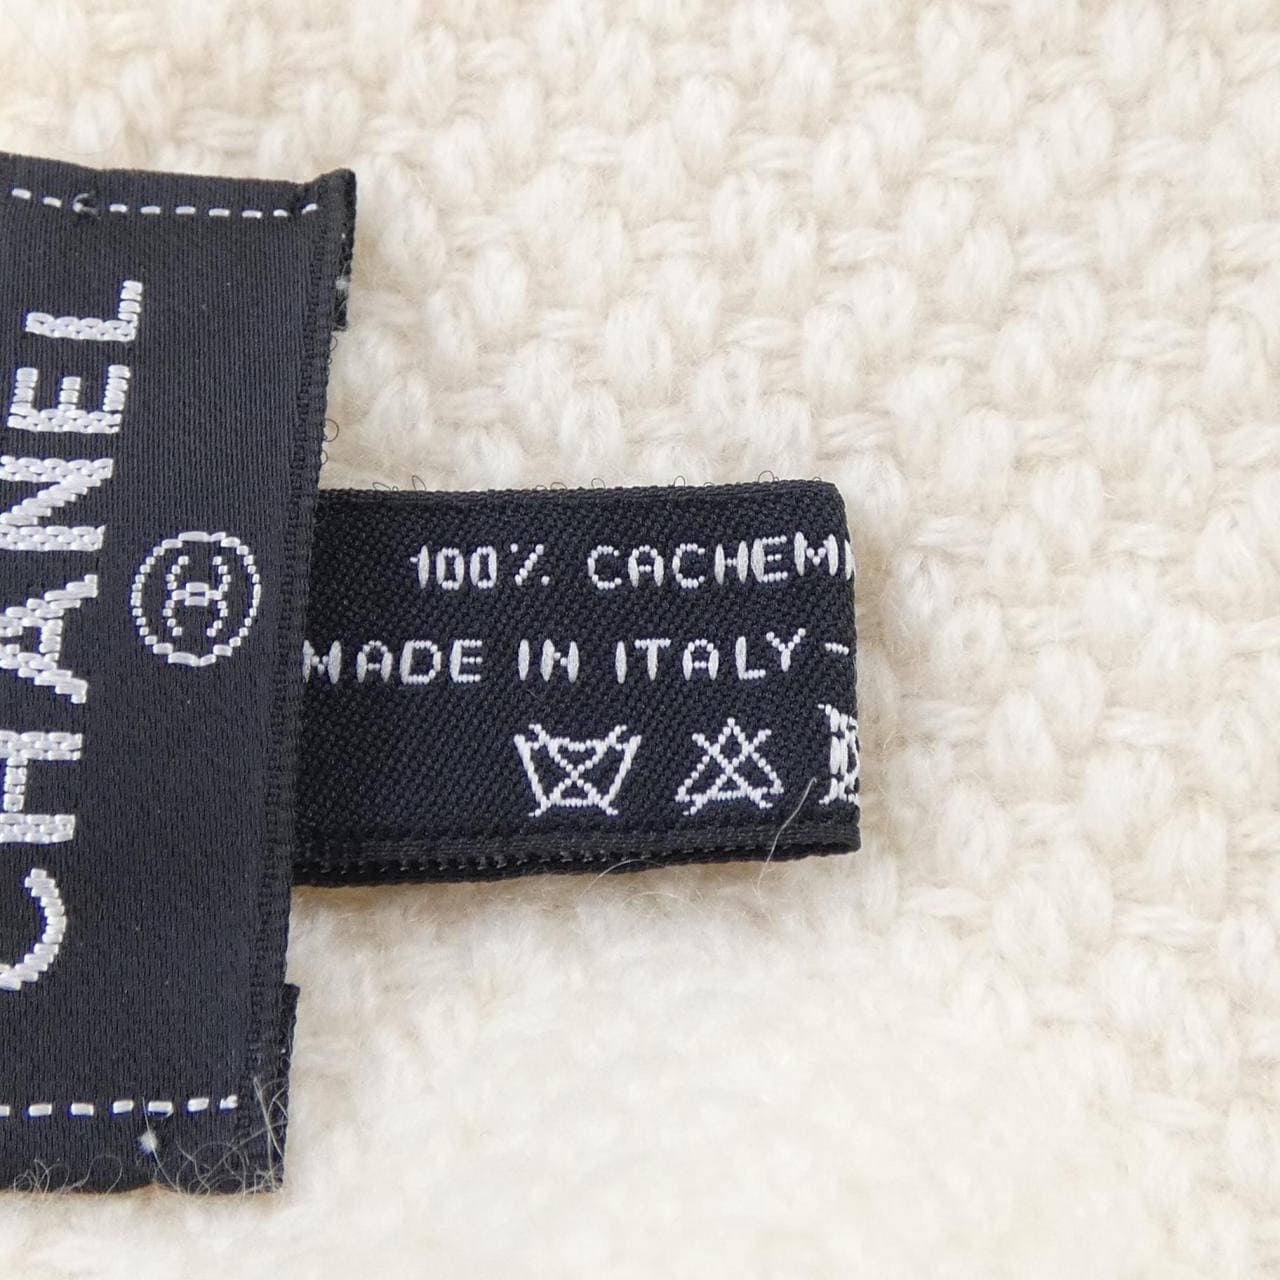 CHANEL
100% CACHEM
MADE IN ITALY -